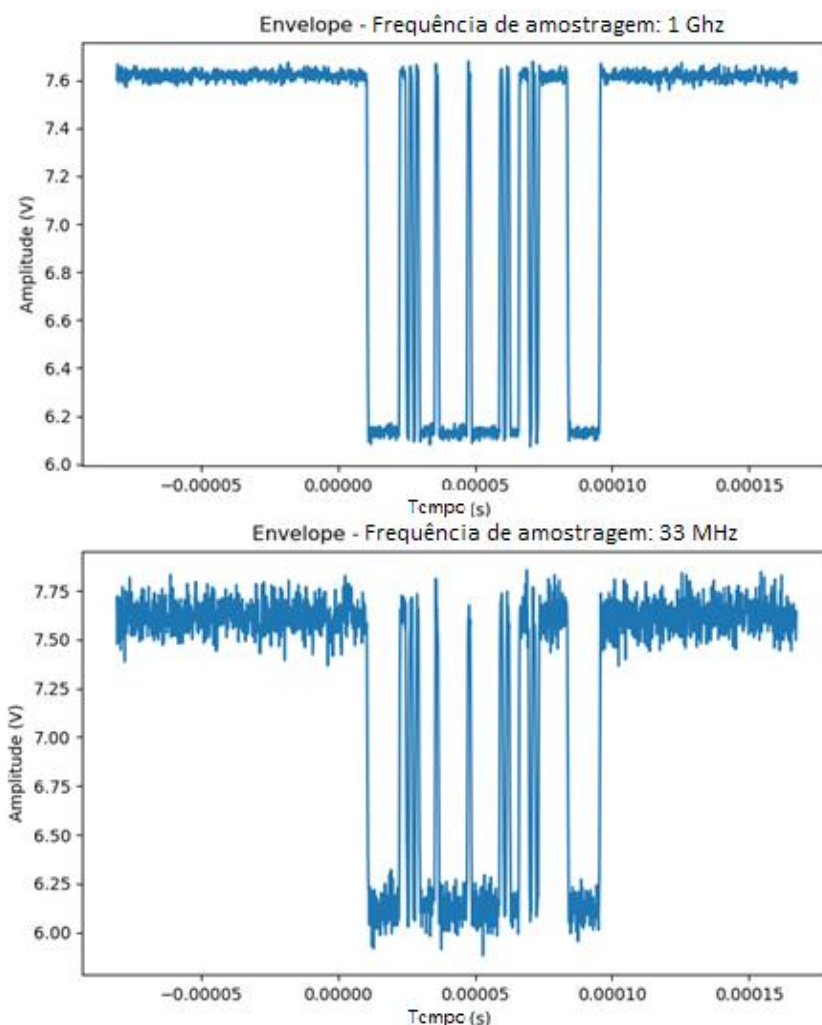 Envelope - Frequência de amostragem: 1 Ghz
7.6
7.4
7.2
7.0
6.8
6.6
6.4
6.2
6.0
Amplitude (V)
−0.00005 0.00000 0.00005 0.00010 0.00015
Tempo (s)
Envelope - Frequência de amostragem: 33 MHz
7.75
7.50
7.25
7.00
6.75
6.50
6.25
6.00
Amplitude (V)
−0.00005 0.00000 0.00005 0.00010 0.00015
Tempo (s)